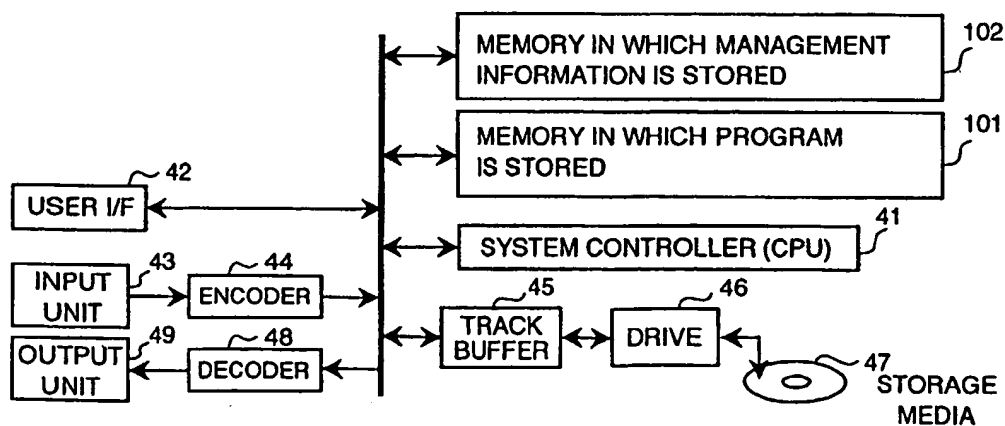 MEMORY IN WHICH MANAGEMENT
INFORMATION IS STORED
102
MEMORY IN WHICH PROGRAM
IS STORED
101
42
USER I/F
SYSTEM CONTROLLER (CPU)
41
INPUT
UNIT
43
44
ENCODER
45
TRACK
BUFFER
46
DRIVE
OUTPUT
UNIT
49
48
DECODER
47
STORAGE
MEDIA